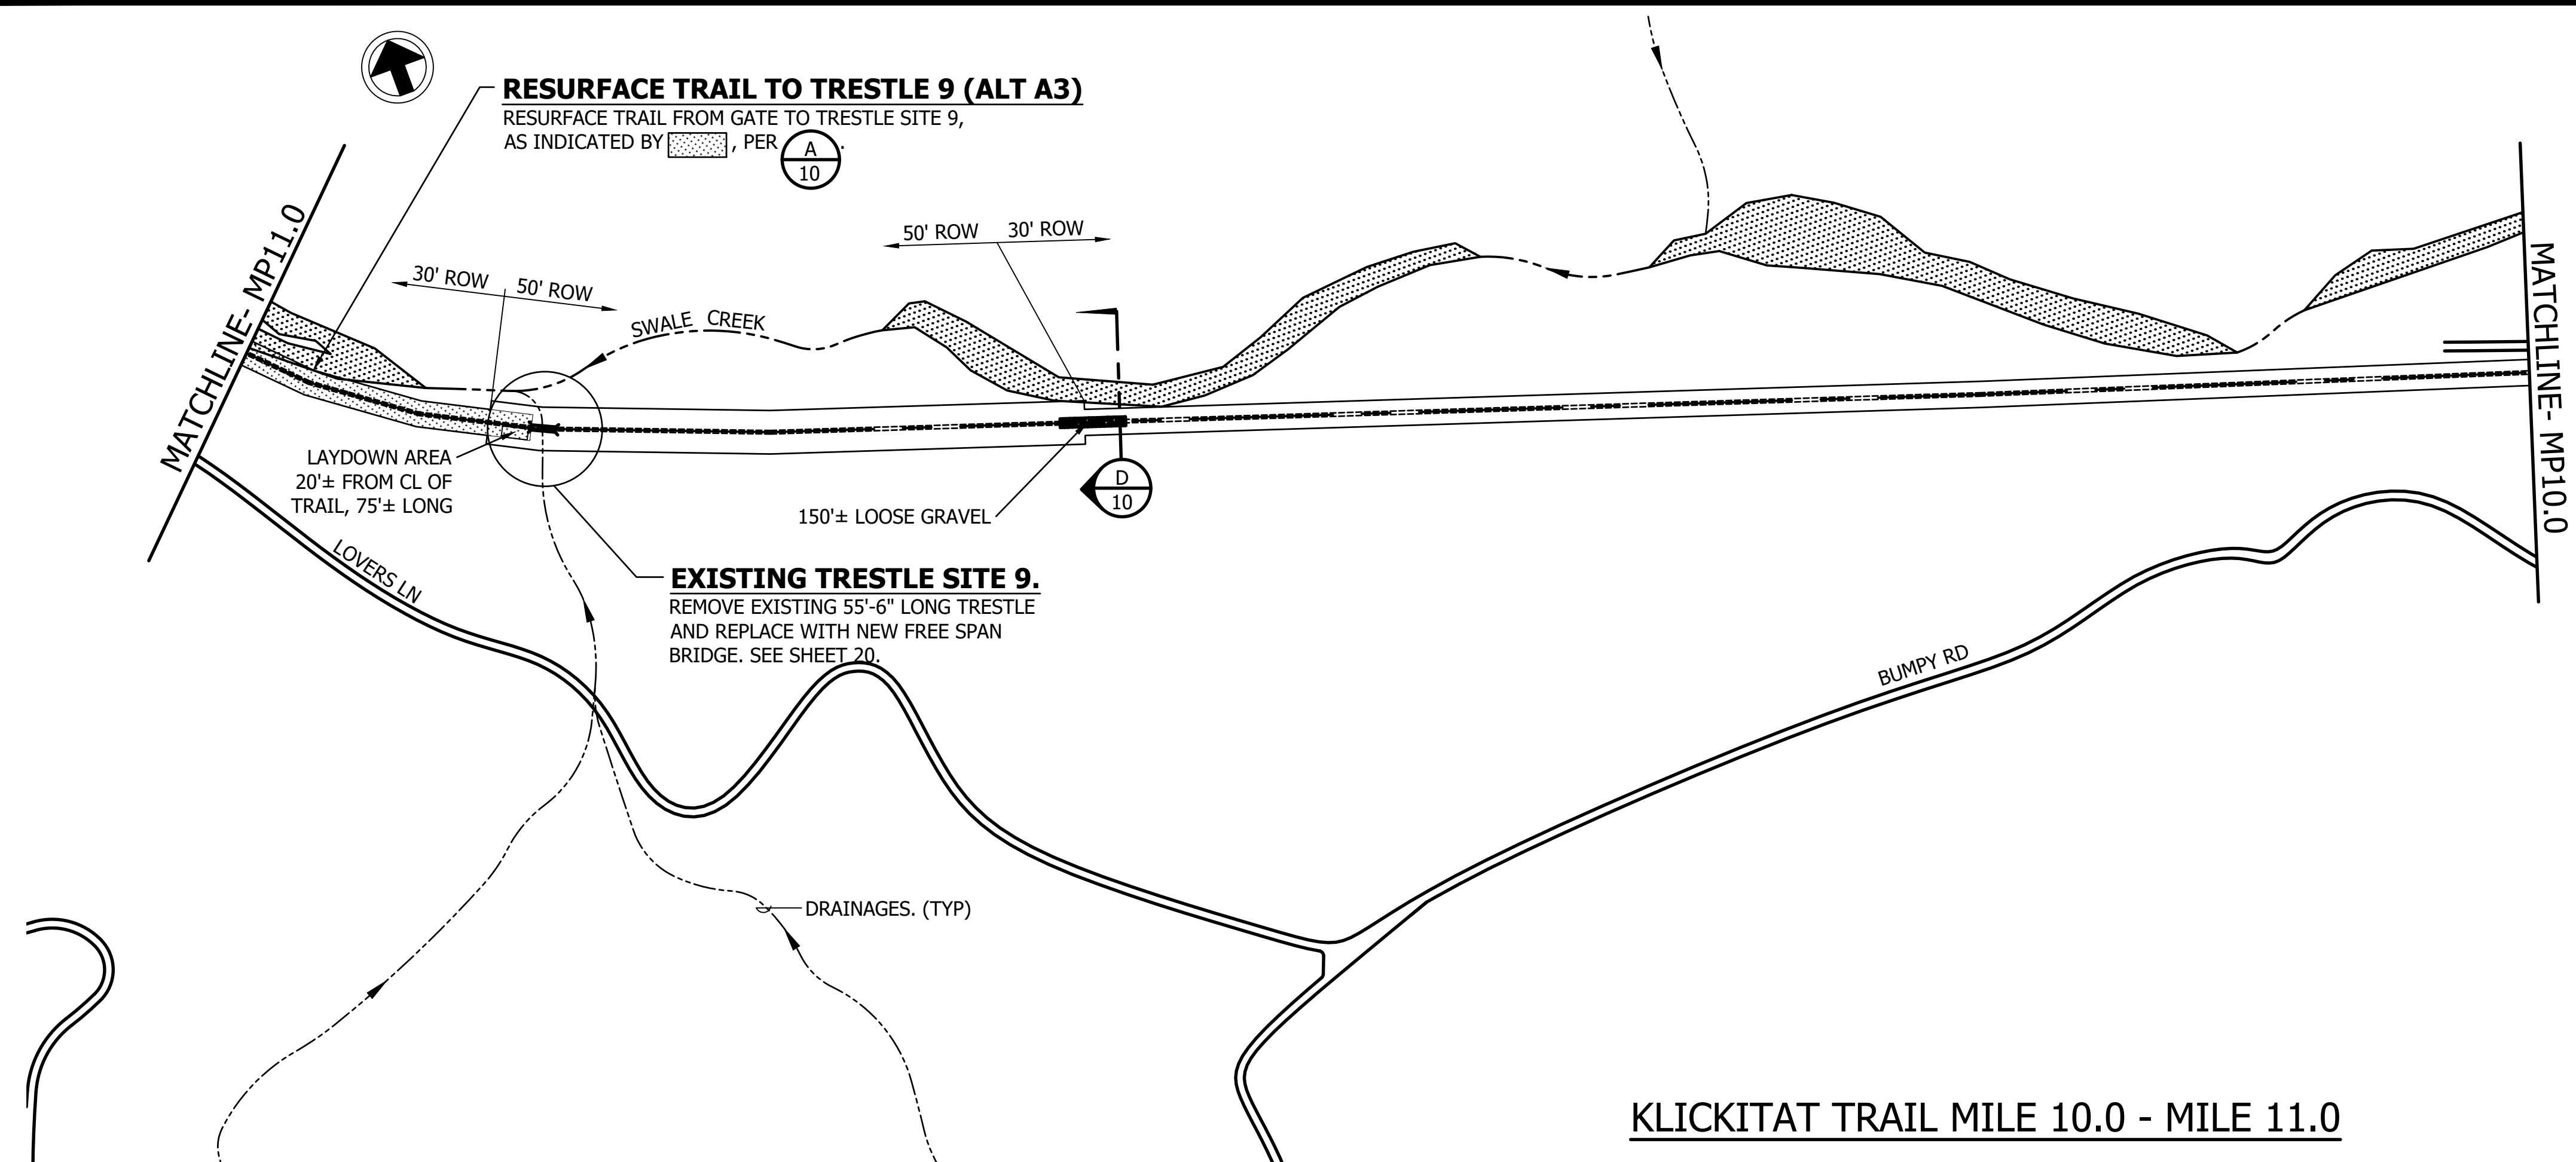 RESURFACE TRAIL TO TRESTLE 9 (ALT A3)
RESURFACE TRAIL FROM GATE TO TRESTLE SITE 9,
AS INDICATED BY , PER A 10 .
MATCHLINE- MP11.0
30' ROW 50' ROW
SWALE CREEK
50' ROW 30' ROW
MATCHLINE- MP10.0
LAYDOWN AREA
20'± FROM CL OF
TRAIL, 75'± LONG
150'± LOOSE GRAVEL
D
10
LOVERS LN
EXISTING TRESTLE SITE 9.
REMOVE EXISTING 55'-6" LONG TRESTLE
AND REPLACE WITH NEW FREE SPAN
BRIDGE. SEE SHEET 20.
BUMPY RD
DRAINAGES. (TYP)
KLICKITAT TRAIL MILE 10.0 - MILE 11.0